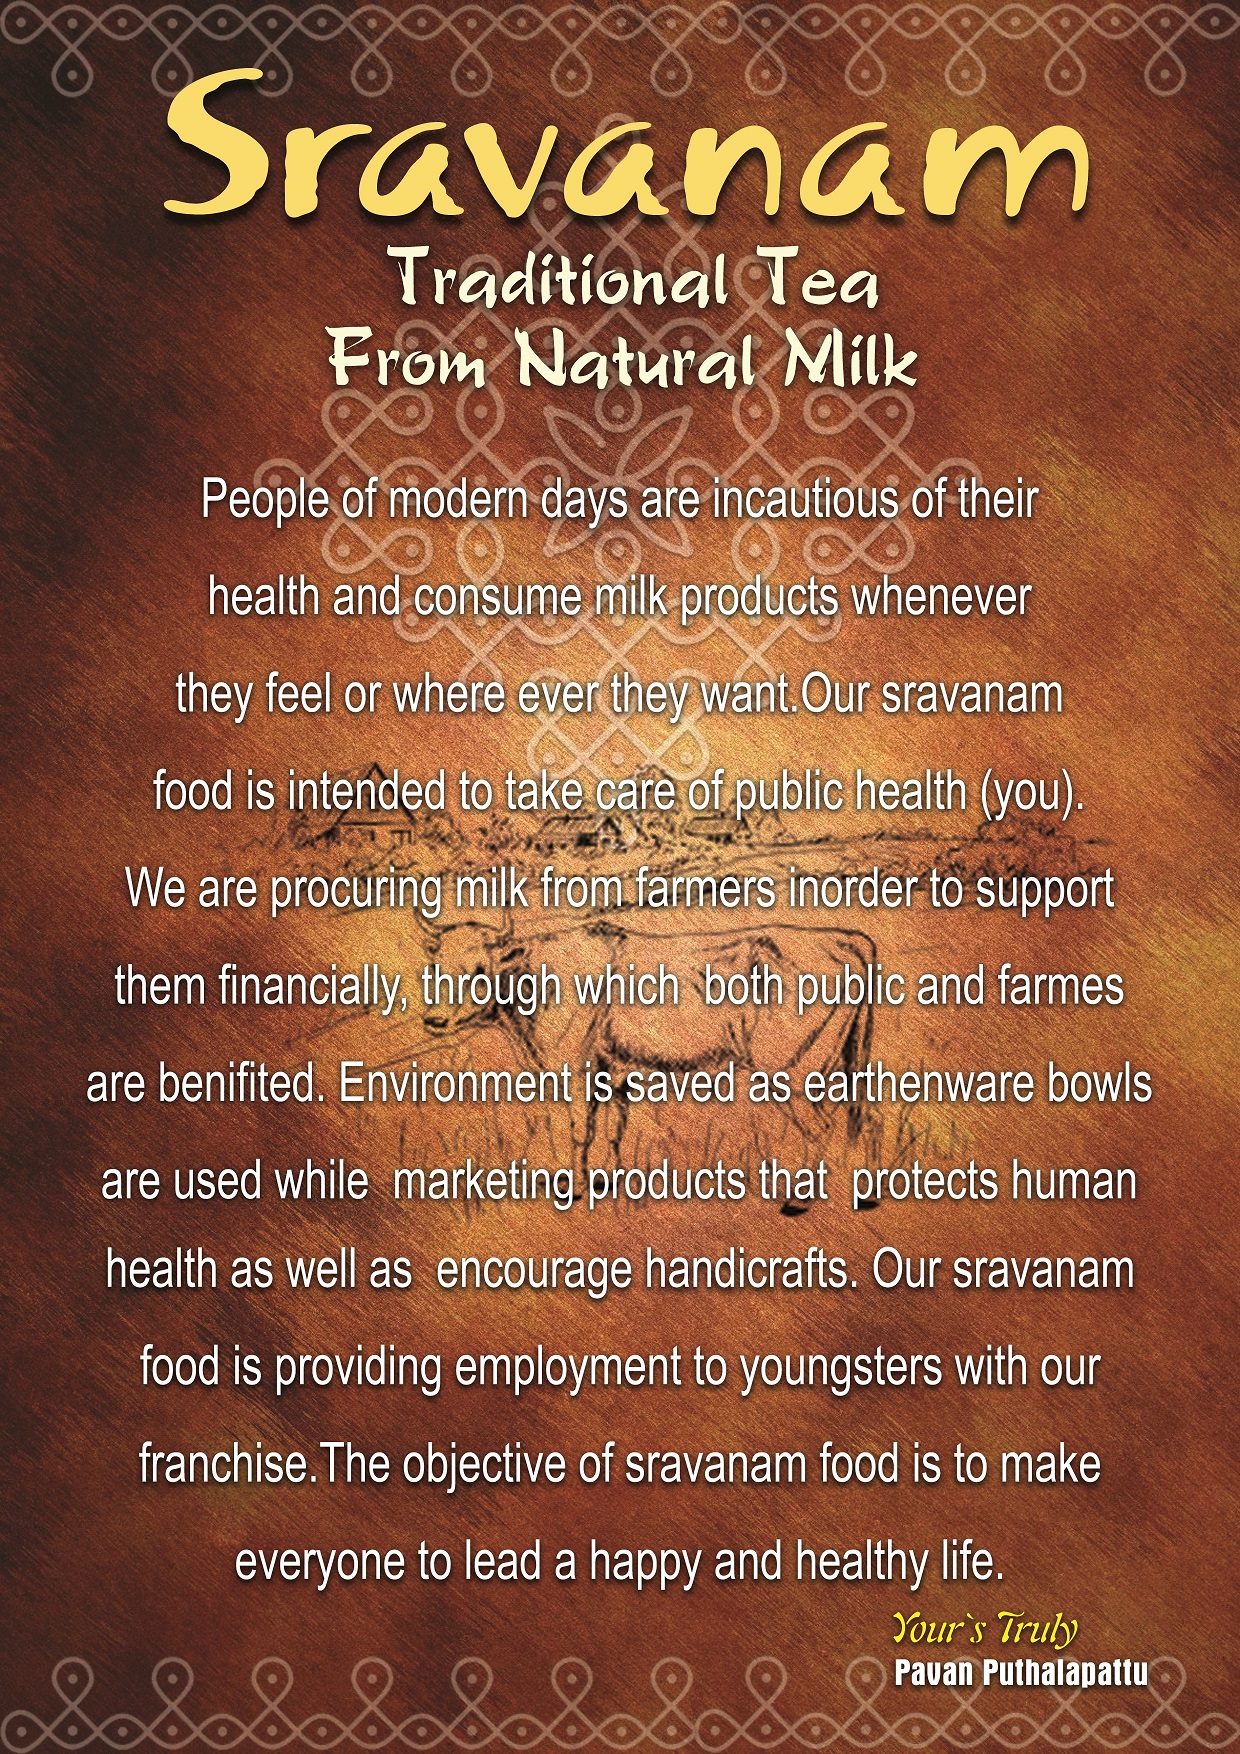 Sravanam
Traditional Tea
From Natural Milk
People of modern days are incautious of their
health and consume milk products whenever
they feel or where ever they want.Our sravanam
food is intended to take care of public health (you).
We are procuring milk from farmers inorder to support
them financially, through which  both public and farmes
are benifited. Environment is saved as earthenware bowls
are used while  marketing products that  protects human
health as well as  encourage handicrafts. Our sravanam
food is providing employment to youngsters with our
franchise.The objective of sravanam food is to make
everyone to lead a happy and healthy life.
Your`s Truly
Pavan Puthalapattu